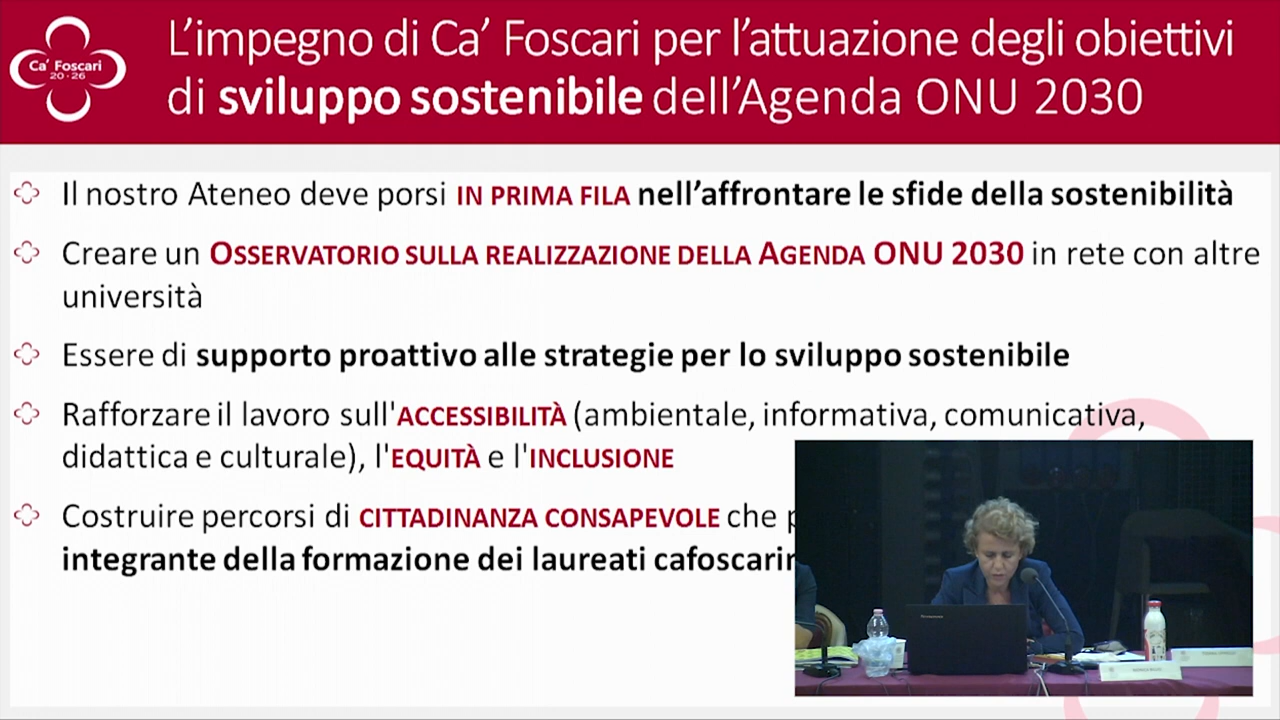 Ca' Foscari
20 - 26
L'impegno di Ca' Foscari per l'attuazione degli obiettivi
di sviluppo sostenibile dell'Agenda ONU 2030
Il nostro Ateneo deve porsi IN PRIMA FILA nell'affrontare le sfide della sostenibilità
Creare un OSSERVATORIO SULLA REALIZZAZIONE DELLA AGENDA ONU 2030 in rete con altre
università
Essere di supporto proattivo alle strategie per lo sviluppo sostenibile
Rafforzare il lavoro sull'ACCESSIBILITÀ (ambientale, informativa, comunicativa,
didattica e culturale), l'EQUITÀ e l'INCLUSIONE
Costruire percorsi di CITTADINANZA CONSAPEVOLE che
integrante della formazione dei laureati